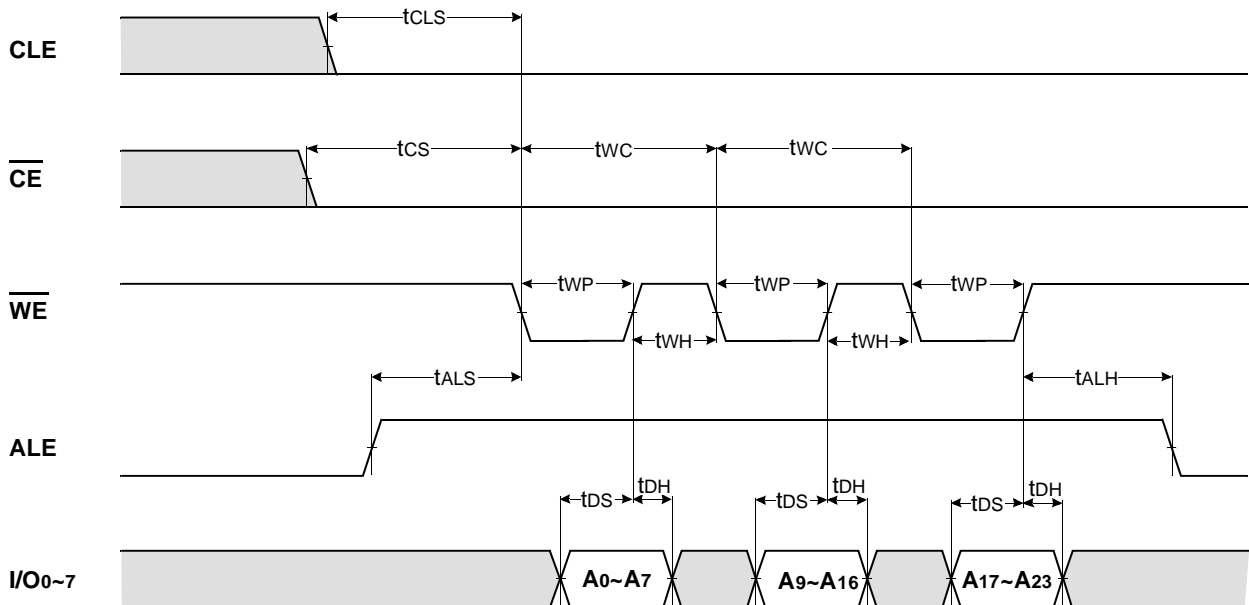 CLE
tCLS
CE
tCS
tWC
tWC
WE
tWP
tWP
tWP
tWH
tWH
ALE
tALS
tALH
I/O0~7
tDS
tDH
tDS
tDH
tDS
tDH
A0~A7
A9~A16
A17~A23